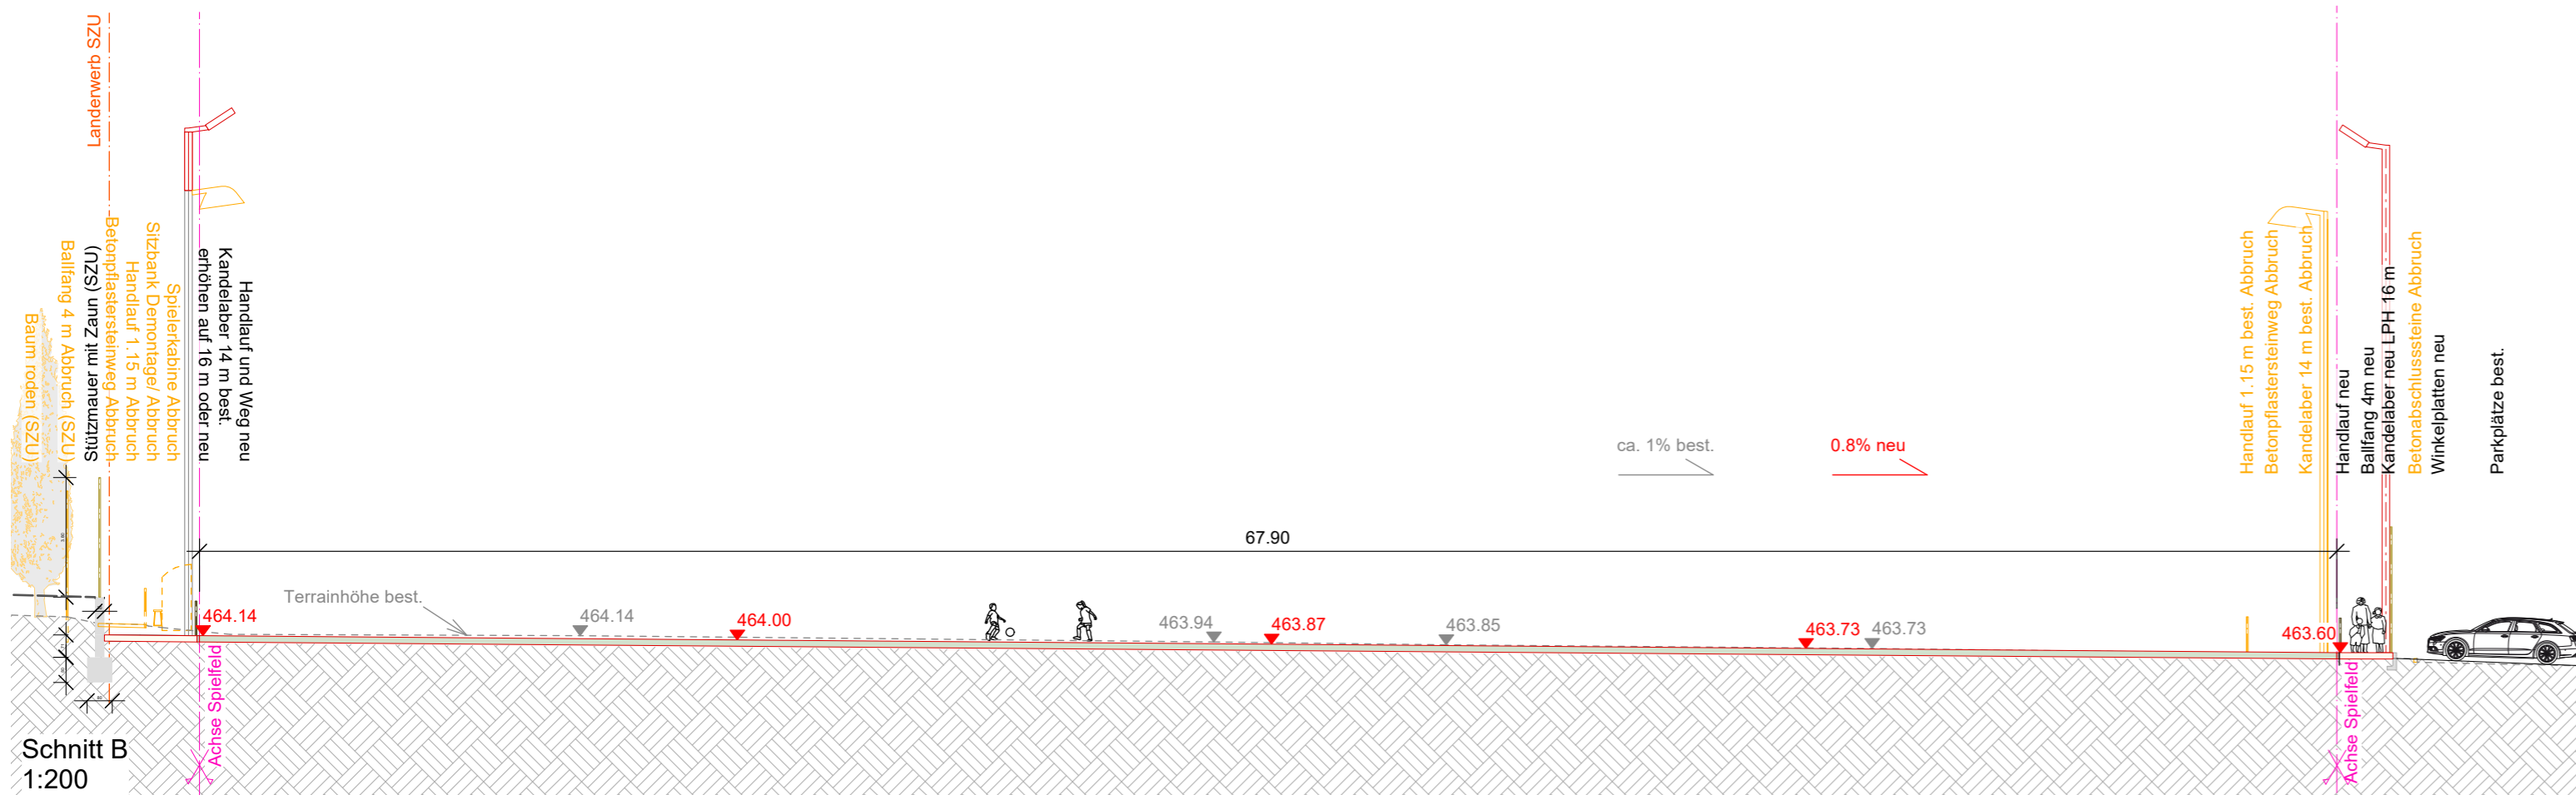 Landerwerb SZU
Baum roden (SZU)
Ballfang 4 m Abbruch (SZU)
Stützmauer mit Zaun (SZU)
Betonpflastersteinweg Abbruch
Handlauf 1.15 m Abbruch
Sitzbank Demontage/ Abbruch
Spielerkabine Abbruch
erhöhen auf 16 m oder neu
Kandelaber 14 m best.
Handlauf und Weg neu
Handlauf 1.15 m best. Abbruch
Betonpflastersteinweg Abbruch
Kandelaber 14 m best. Abbruch
Handlauf neu
Ballfang 4m neu
Kandelaber neu LPH 16 m
Betonabschlusssteine Abbruch
Winkelplatten neu
Parkplätze best.
ca. 1% best.
0.8% neu
67.90
Terrainhöhe best.
464.14
464.14
464.00
463.94
463.87
463.85
463.73
463.73
463.60
Achse Spielfeld
Achse Spielfeld
Schnitt B
1:200